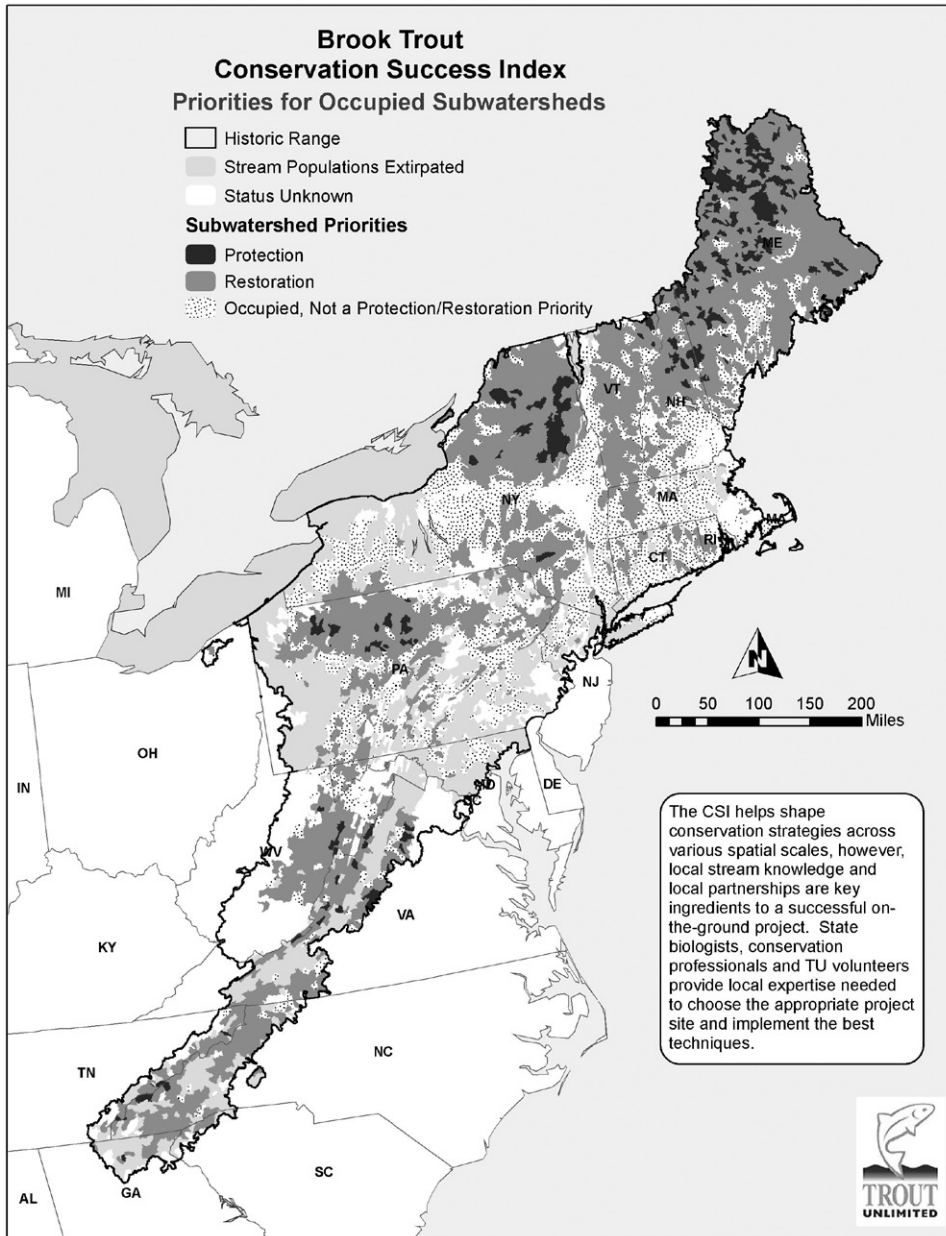 Brook Trout
Conservation Success Index
Priorities for Occupied Subwatersheds
Historic Range
Stream Populations Extirpated
Status Unknown
Subwatershed Priorities
Protection
Restoration
Occupied, Not a Protection/Restoration Priority
ME
VT
NH
NY
MA
MA
RI
CT
MI
PA
NJ
N
0 50 100 150 200
Miles
OH
IN
MD
DC
DE
WV
VA
KY
The CSI helps shape
conservation strategies across
various spatial scales, however,
local stream knowledge and
local partnerships are key
ingredients to a successful on-
the-ground project. State
biologists, conservation
professionals and TU volunteers
provide local expertise needed
to choose the appropriate project
site and implement the best
techniques.
NC
TN
SC
AL
GA
TROUT
UNLIMITED